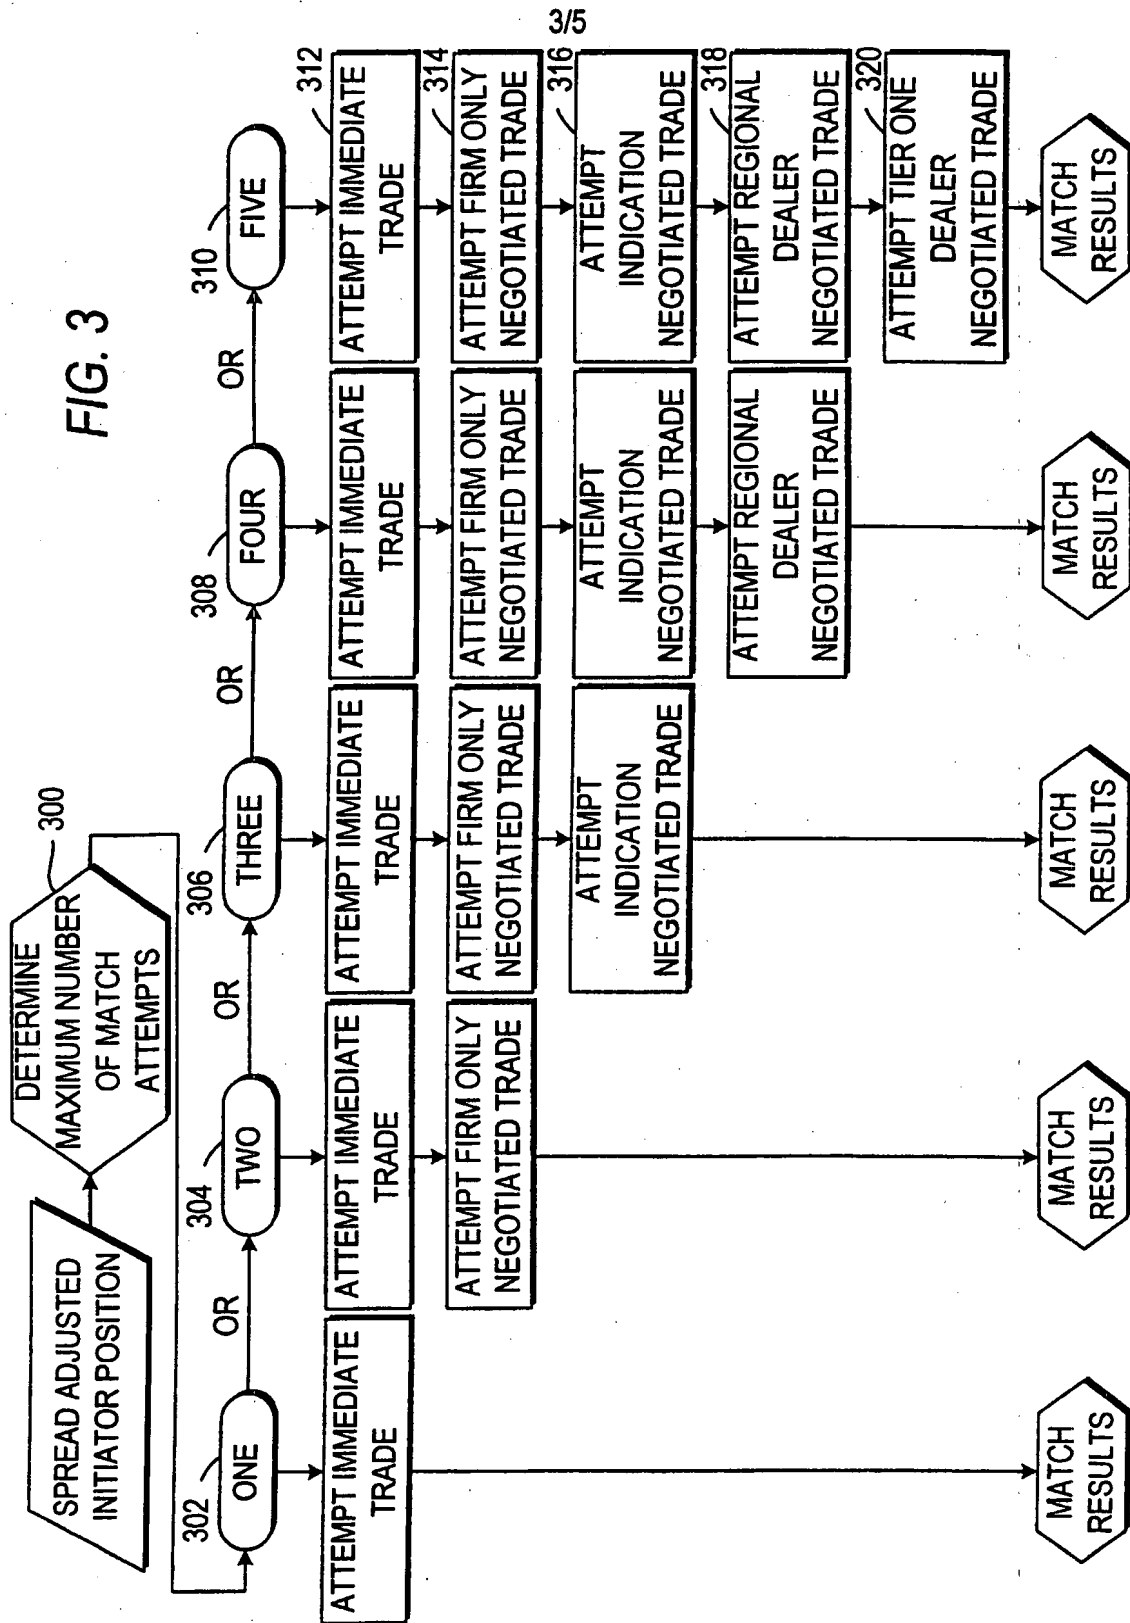 3/5
FIG. 3
SPREAD ADJUSTED
INITIATOR POSITION
DETERMINE
MAXIMUM NUMBER
OF MATCH
ATTEMPTS
300
302
ONE
OR
304
TWO
OR
306
THREE
OR
308
FOUR
OR
310
FIVE
ATTEMPT IMMEDIATE
TRADE
ATTEMPT IMMEDIATE
TRADE
ATTEMPT IMMEDIATE
TRADE
ATTEMPT IMMEDIATE
TRADE
ATTEMPT IMMEDIATE
TRADE
312
ATTEMPT FIRM ONLY
NEGOTIATED TRADE
ATTEMPT FIRM ONLY
NEGOTIATED TRADE
ATTEMPT FIRM ONLY
NEGOTIATED TRADE
ATTEMPT FIRM ONLY
NEGOTIATED TRADE
314
ATTEMPT
INDICATION
NEGOTIATED TRADE
ATTEMPT
INDICATION
NEGOTIATED TRADE
ATTEMPT
INDICATION
NEGOTIATED TRADE
316
ATTEMPT REGIONAL
DEALER
NEGOTIATED TRADE
ATTEMPT REGIONAL
DEALER
NEGOTIATED TRADE
318
ATTEMPT TIER ONE
DEALER
NEGOTIATED TRADE
320
MATCH
RESULTS
MATCH
RESULTS
MATCH
RESULTS
MATCH
RESULTS
MATCH
RESULTS